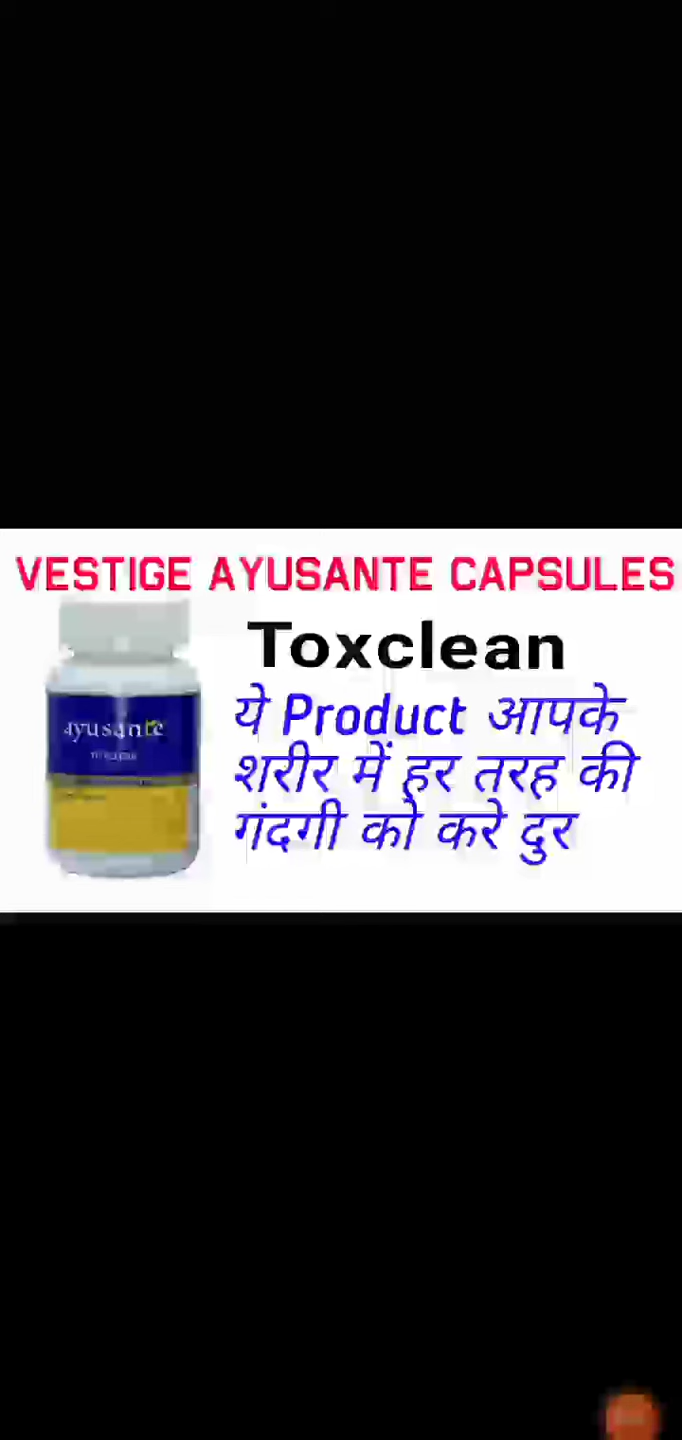 VESTIGE AYUSANTE CAPSULES
Toxclean
ये Product आपके
शरीर में हर तरह की
गंदगी को करे दुर
ayusante